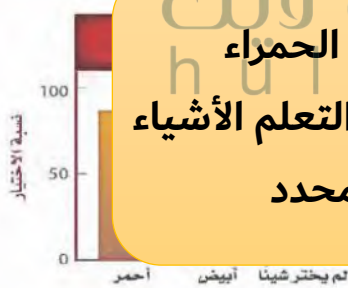 الحمراء
التعلم الأشياء
محدد
نسبة الاختيار
100
50
0
أحمر
أبيض
لم يختر شيئا